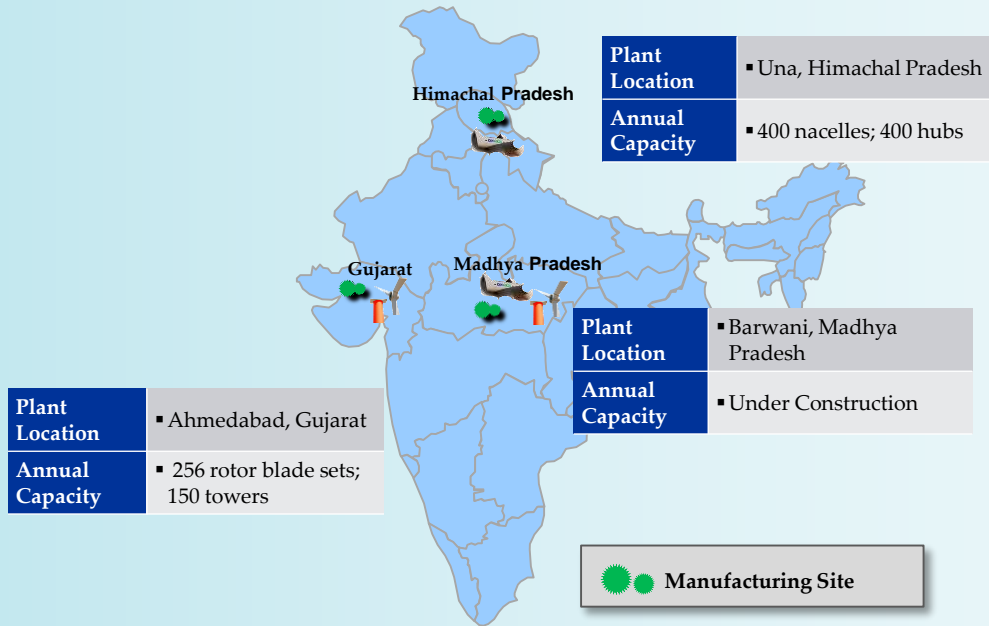 Plant
Location
▪ Una, Himachal Pradesh
Annual
Capacity
▪ 400 nacelles; 400 hubs
Himachal Pradesh
Gujarat
Madhya Pradesh
Plant
Location
▪ Barwani, Madhya
Pradesh
Annual
Capacity
▪ Under Construction
Plant
Location
▪ Ahmedabad, Gujarat
Annual
Capacity
▪ 256 rotor blade sets;
150 towers
Manufacturing Site